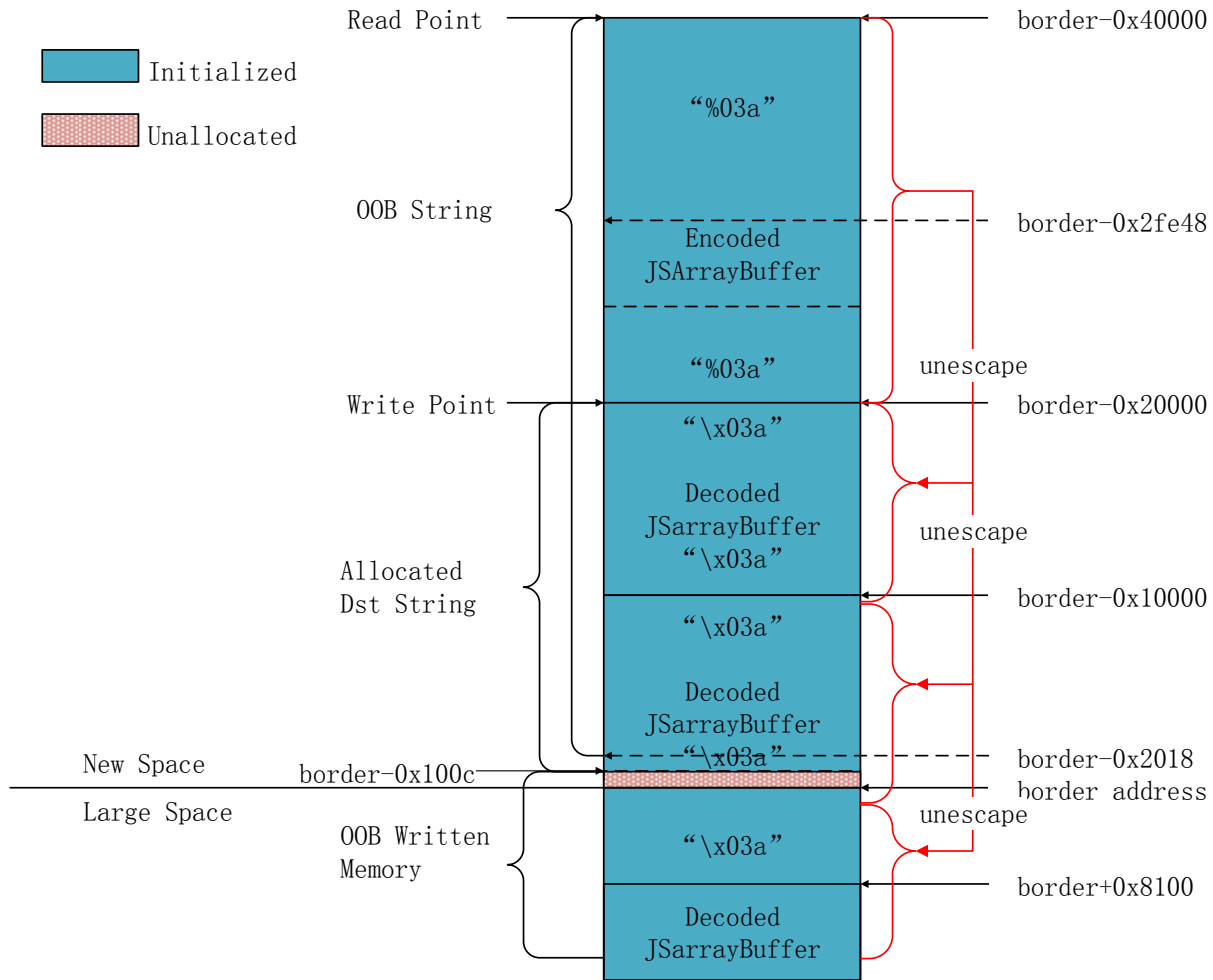 Read Point
border-0x40000
Initialized
“%03a”
Unallocated
OOB String
border-0x2fe48
Encoded
JSArrayBuffer
“%03a”
unescape
Write Point
border-0x20000
“\x03a”
Decoded
JSarrayBuffer
“\x03a”
unescape
Allocated
Dst String
border-0x10000
“\x03a”
Decoded
JSarrayBuffer
“\x03a”
border-0x2018
New Space
border-0x100c
border address
Large Space
unescape
OOB Written
Memory
“\x03a”
border+0x8100
Decoded
JSarrayBuffer